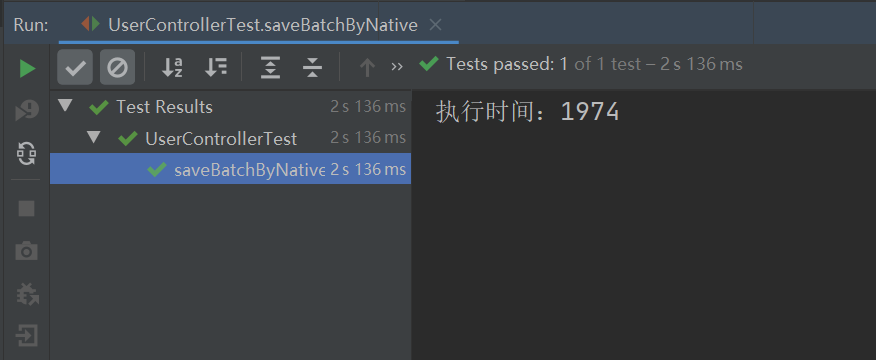 Run: UserControllerTest.saveBatchByNative
Tests passed: 1 of 1 test – 2 s 136 ms
Test Results 2 s 136 ms
UserControllerTest 2 s 136 ms
saveBatchByNative 2 s 136 ms
执行时间：1974